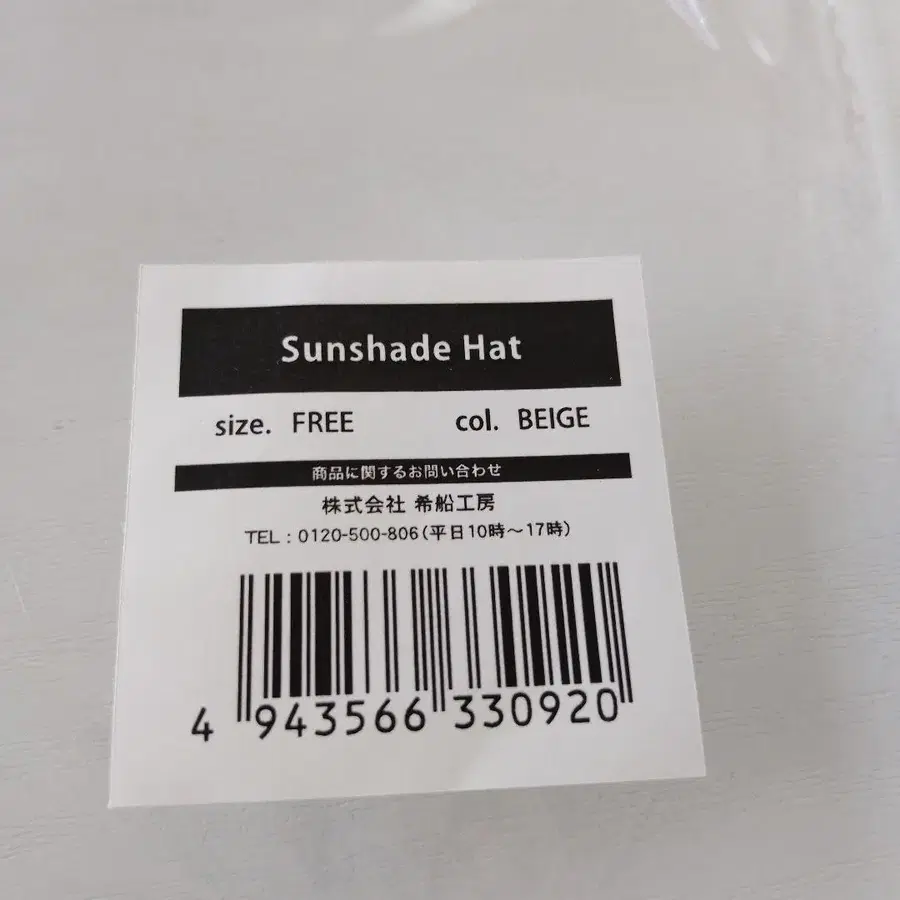 Sunshade Hat
size. FREE col. BEIGE
商品に関するお問い合わせ
株式会社 希船工房
TEL : 0120-500-806(平日10時〜17時)
4 943566 330920